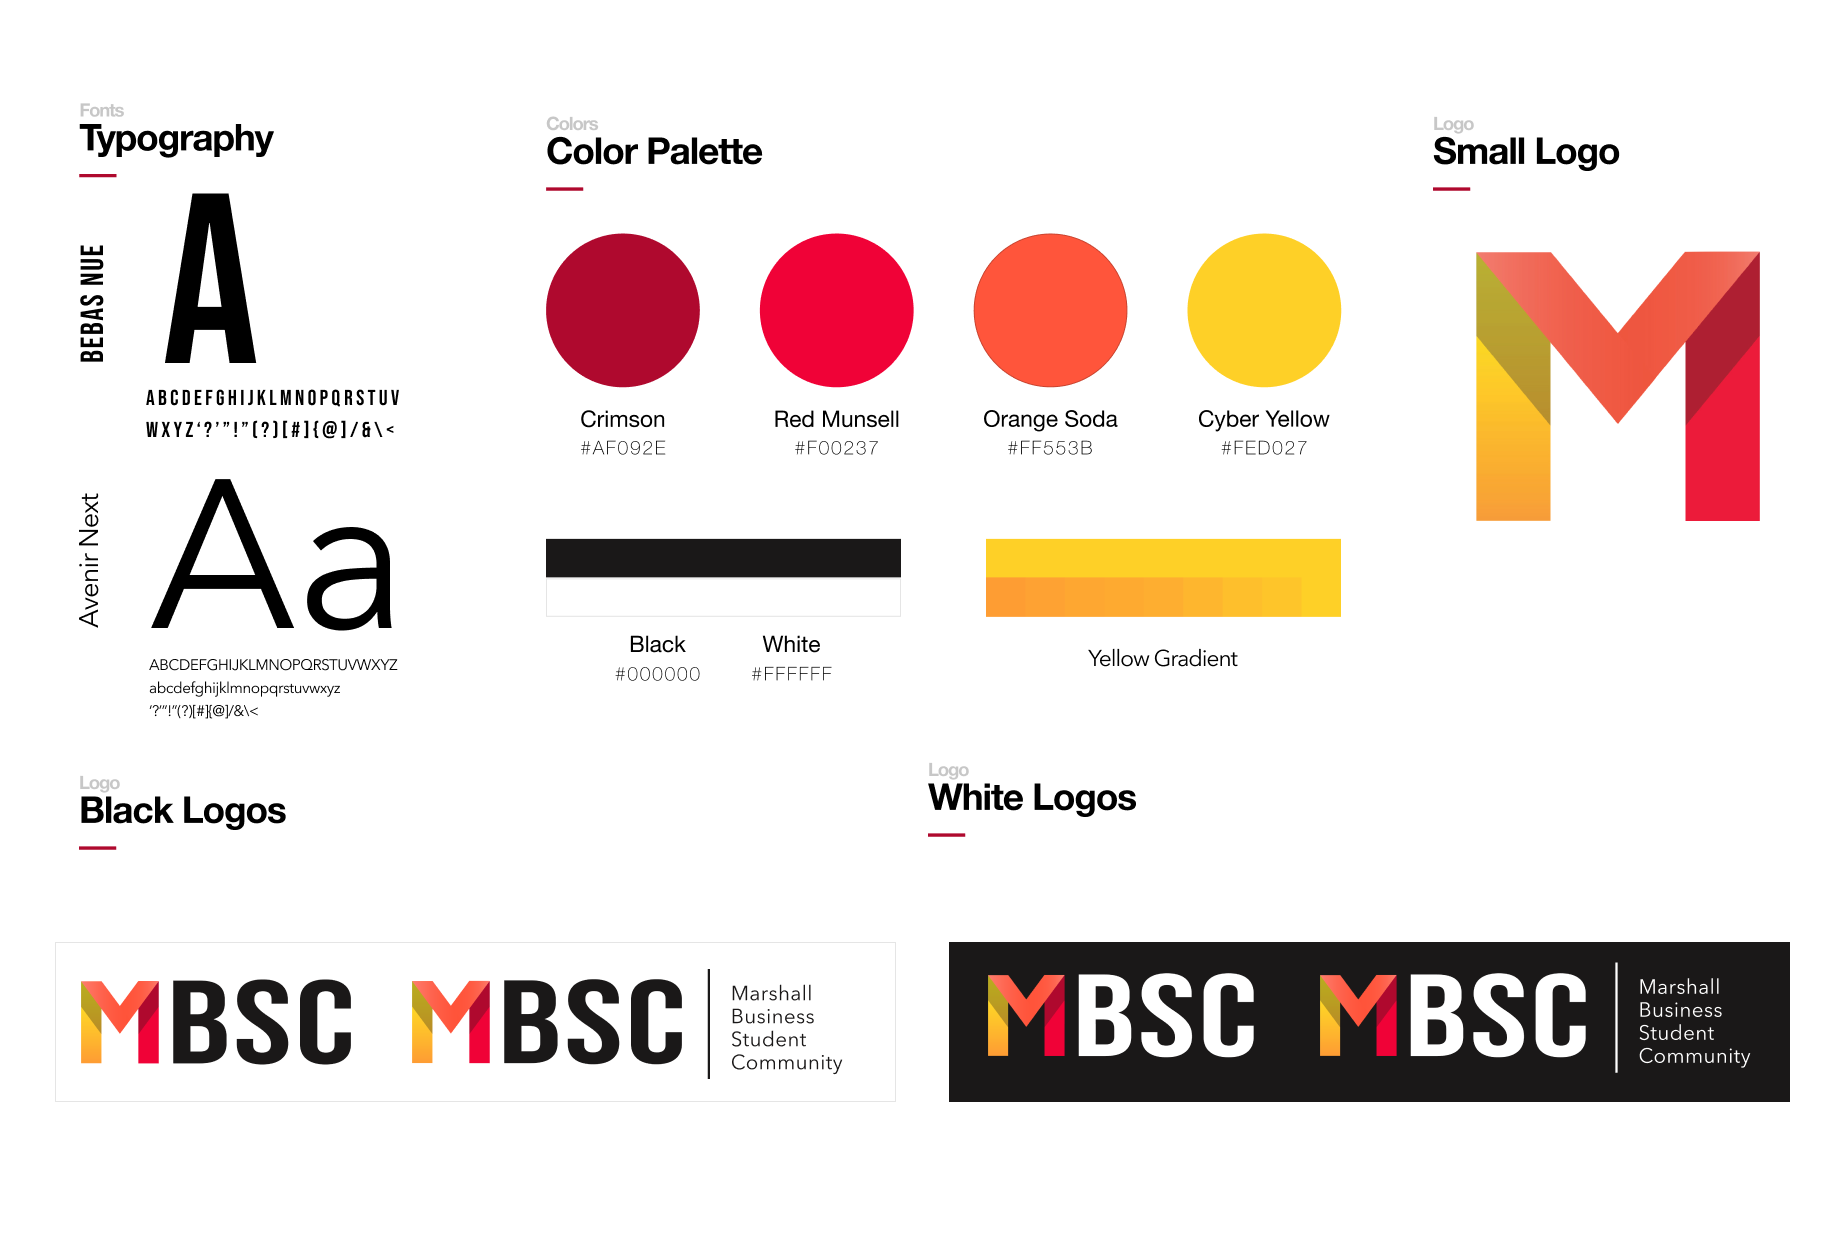 Fonts
Typography
BEBAS NUE
A
ABCDEFGHIJKLMNOPQRSTUV
WXYZ‘?’”!”(?)[#]{@]/&\<
Avenir Next
Aa
ABCDEFGHIJKLMNOPQRSTUVWXYZ
abcdefghijklmnopqrstuvwxyz
‘?’“!”(?)[#]{@]/&\<
Colors
Color Palette
Crimson
#AF092E
Red Munsell
#F00237
Orange Soda
#FF553B
Cyber Yellow
#FED027
Black
#000000
White
#FFFFFF
Yellow Gradient
Logo
Small Logo
M
Logo
Black Logos
MBSC
MBSC
Marshall
Business
Student
Community
Logo
White Logos
MBSC
MBSC
Marshall
Business
Student
Community